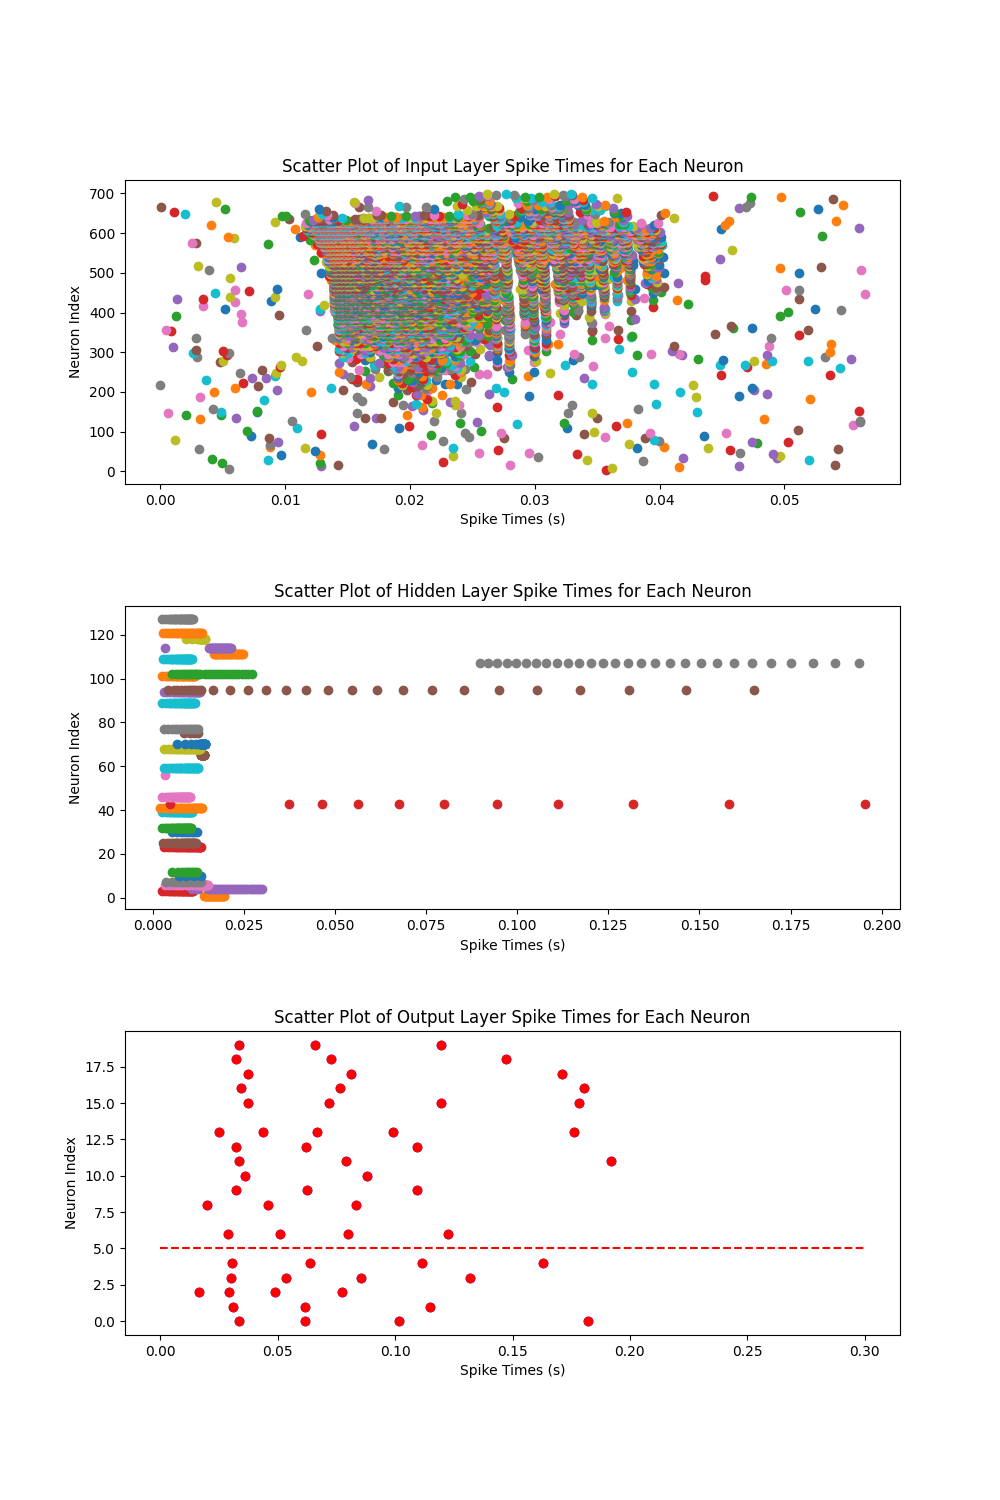 Scatter Plot of Input Layer Spike Times for Each Neuron
700
600
500
400
300
200
100
0
Neuron Index
0.00 0.01 0.02 0.03 0.04 0.05
Spike Times (s)
Scatter Plot of Hidden Layer Spike Times for Each Neuron
120
100
80
60
40
20
0
Neuron Index
0.000 0.025 0.050 0.075 0.100 0.125 0.150 0.175 0.200
Spike Times (s)
Scatter Plot of Output Layer Spike Times for Each Neuron
17.5
15.0
12.5
10.0
7.5
5.0
2.5
0.0
Neuron Index
0.00 0.05 0.10 0.15 0.20 0.25 0.30
Spike Times (s)